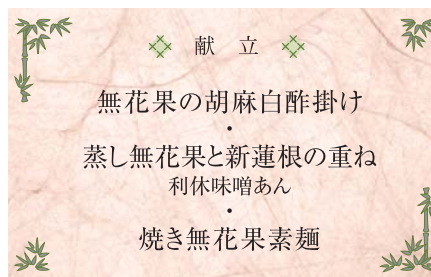 献立
無花果の胡麻白酢掛け
・
蒸し無花果と新蓮根の重ね
利休味噌あん
・
焼き無花果素麺